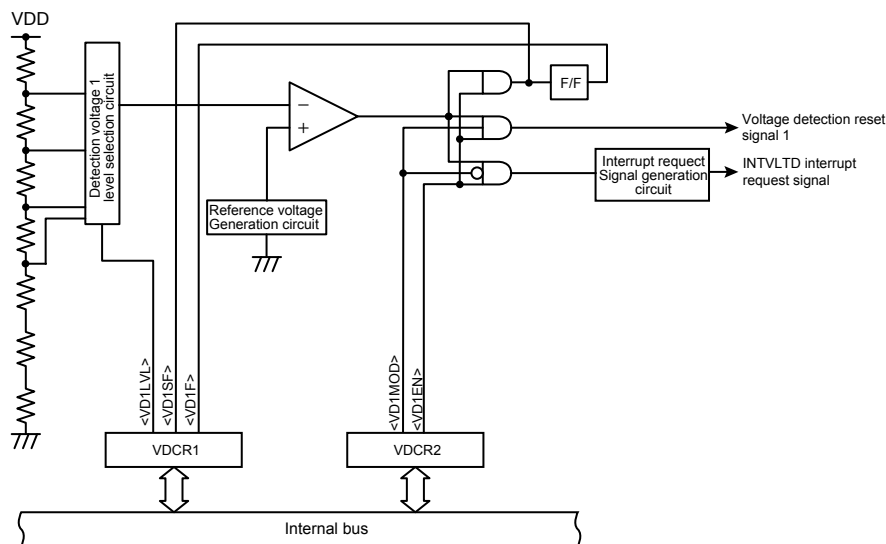 VDD
Detection voltage 1
level selection circuit
−
+
Reference voltage
Generation circuit
F/F
Voltage detection reset
signal 1
Interrupt requect
Signal generation
circuit
INTVLTD interrupt
request signal
<VD1LVL>
<VD1SF>
<VD1F>
<VD1MOD>
<VD1EN>
VDCR1
VDCR2
Internal bus